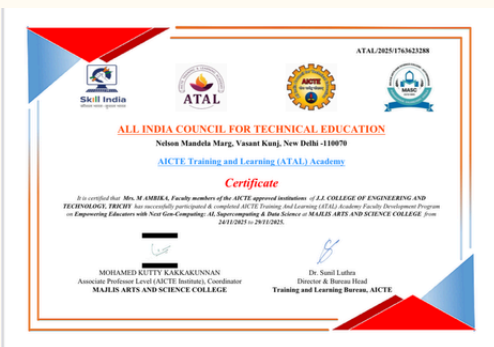 ATAL/2025/1763623288
Skill India
ATAL
AICTE
MASC
ALL INDIA COUNCIL FOR TECHNICAL EDUCATION
Nelson Mandela Marg, Vasant Kunj, New Delhi -110070
AICTE Training and Learning (ATAL) Academy
Certificate
It is certified that Mrs. M AMBIKA, Faculty members of the AICTE approved institutions of J.J. COLLEGE OF ENGINEERING AND
TECHNOLOGY, TRICHY has successfully participated & completed AICTE Training And Learning (ATAL) Academy Faculty Development Program
on Empowering Educators with Next Gen-Computing: AI, Supercomputing & Data Science at MAJLIS ARTS AND SCIENCE COLLEGE from
24/11/2025 to 29/11/2025.
MOHAMED KUTTY KAKKAKUNNAN
Associate Professor Level (AICTE Institute), Coordinator
MAJLIS ARTS AND SCIENCE COLLEGE
Dr. Sunil Luthra
Director & Bureau Head
Training and Learning Bureau, AICTE